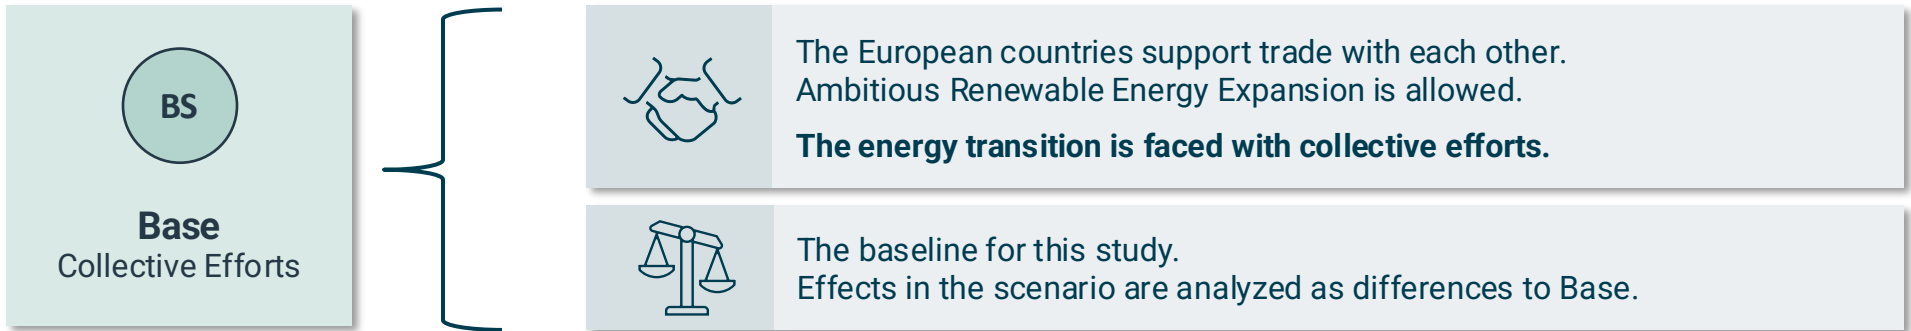 BS
Base
Collective Efforts
The European countries support trade with each other.
Ambitious Renewable Energy Expansion is allowed.
The energy transition is faced with collective efforts.
The baseline for this study.
Effects in the scenario are analyzed as differences to Base.